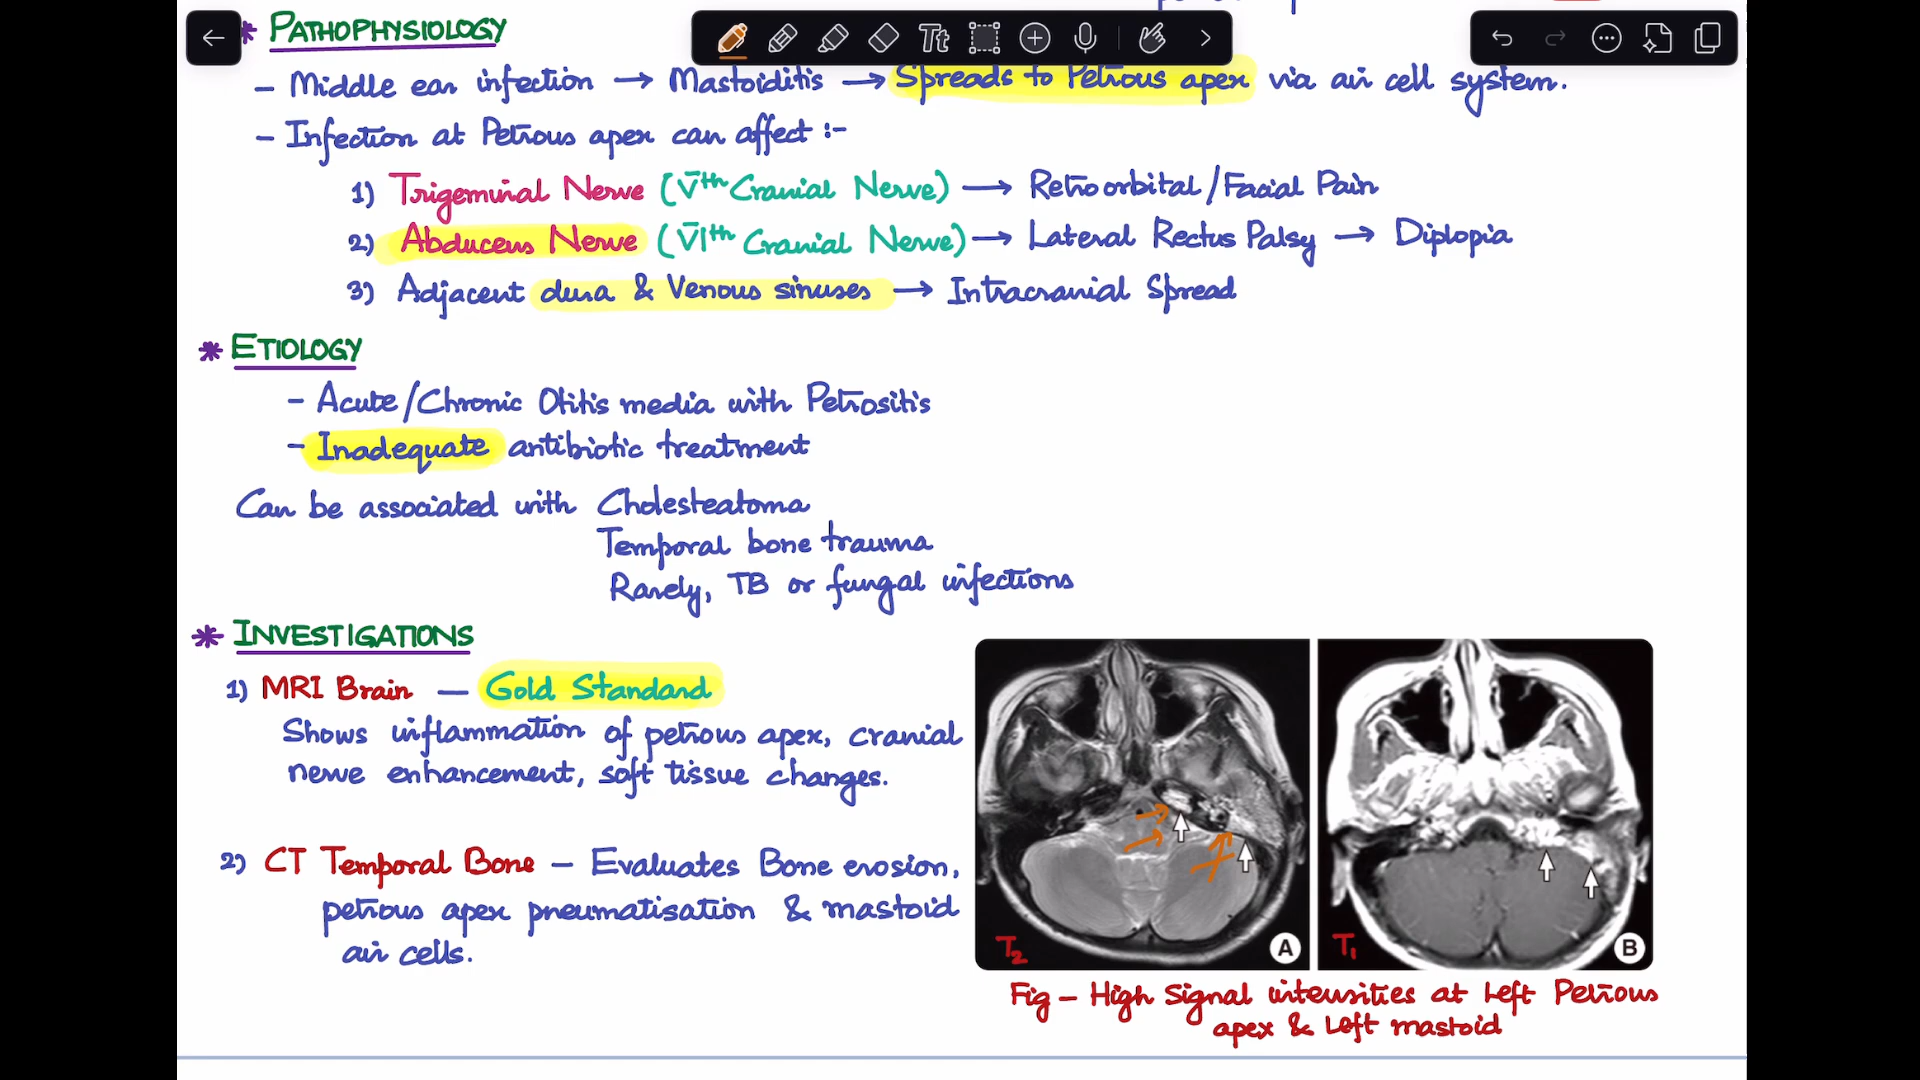 * PATHOPHYSIOLOGY
Tt
- Middle ear infection → Mastoiditis → Spreads to Petrous apex via air cell system.
- Infection at Petrous apex can affect :-
1) Trigeminal Nerve (Vth Cranial Nerve) → Retroorbital/Facial Pain
2) Abducens Nerve (VIth Cranial Nerve) → Lateral Rectus Palsy → Diplopia
3) Adjacent dura & Venous sinuses → Intracranial Spread
* ETIOLOGY
- Acute/Chronic Otitis media with Petrositis
- Inadequate antibiotic treatment
Can be associated with Cholesteatoma
Temporal bone trauma
Rarely, TB or fungal infections
* INVESTIGATIONS
1) MRI Brain — Gold Standard
Shows inflammation of petrous apex, cranial
nerve enhancement, soft tissue changes.
2) CT Temporal Bone — Evaluates Bone erosion,
petrous apex pneumatisation & mastoid
air cells.
T2 A T1 B
Fig - High Signal intensities at Left Petrous
apex & Left mastoid